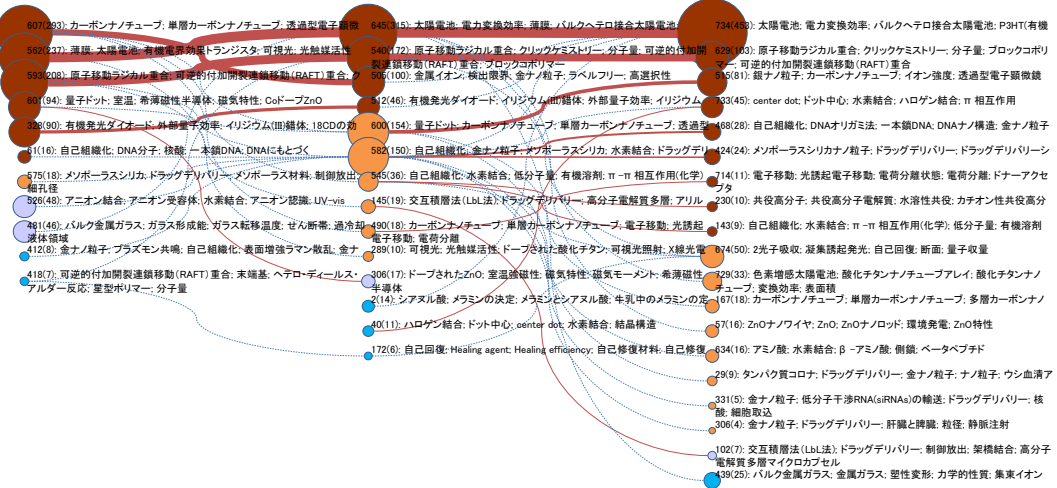 607(293): カーボンナノチューブ; 単層カーボンナノチューブ; 透過型電子顕微
562(237): 薄膜; 太陽電池; 有機電界効果トランジスタ; 可視光; 光触媒活性
593(208): 原子移動ラジカル重合; 可逆的付加開裂連鎖移動(RAFT)重合; ク
601(94): 量子ドット; 室温; 希薄磁性半導体; 磁気特性; CoドープZnO
328(90): 有機発光ダイオード; 外部量子効率; イリジウム(III)錯体; 18CDの効
61(16): 自己組織化; DNA分子; 核酸; 一本鎖DNA; DNAにもとづく
575(18): メソポーラスシリカ; ドラッグデリバリー; メソポーラス材料; 制御放出;
細孔径
526(48): アニオン結合; アニオン受容体; 水素結合; アニオン認識; UV-vis
481(46): バルク金属ガラス; ガラス形成能; ガラス転移温度; せん断帯; 過冷却
液体領域
412(8): 金ナノ粒子; プラズモン共鳴; 自己組織化; 表面増強ラマン散乱; 金ナ
418(7): 可逆的付加開裂連鎖移動(RAFT)重合; 末端基; ヘテロ・ディールス・
アルダー反応; 星型ポリマー; 分子量
645(315): 太陽電池; 電力変換効率; 薄膜; バルクヘテロ接合太陽電池;
540(172): 原子移動ラジカル重合; クリックケミストリー; 分子量; 可逆的付加開
裂連鎖移動(RAFT)重合; ブロックコポリマー
505(100): 金属イオン; 検出限界; 金ナノ粒子; ラベルフリー; 高選択性
512(46): 有機発光ダイオード; イリジウム(III)錯体; 外部量子効率; イリジウム
600(154): 量子ドット; カーボンナノチューブ; 単層カーボンナノチューブ; 透過型
582(150): 自己組織化; 金ナノ粒子; メソポーラスシリカ; 水素結合; ドラッグデリ
545(36): 自己組織化; 水素結合; 低分子量; 有機溶剤; π-π 相互作用(化学)
145(19): 交互積層法(LbL法); ドラッグデリバリー; 高分子電解質多層; アリル
490(18): カーボンナノチューブ; 単層カーボンナノチューブ; 電子移動; 光誘起
電子移動; 電荷分離
289(10): 可視光; 光触媒活性; ドープされた; 酸化チタン; 可視光照射; X線光電
306(17): ドープされたZnO; 室温強磁性; 磁気特性; 磁気モーメント; 希薄磁性
半導体
2(14): シアヌル酸; メラミンの決定; メラミンとシアヌル酸; 牛乳中のメラミンの定
40(11): ハロゲン結合; ドット中心; center dot; 水素結合; 結晶構造
172(6): 自己回復; Healing agent; Healing efficiency; 自己修復材料; 自己修復
734(453): 太陽電池; 電力変換効率; バルクヘテロ接合太陽電池; P3HT(有機
629(103): 原子移動ラジカル重合; クリックケミストリー; 分子量; ブロックコポリ
マー; 可逆的付加開裂連鎖移動(RAFT)重合
515(81): 銀ナノ粒子; カーボンナノチューブ; イオン強度; 透過型電子顕微鏡
733(45): center dot; ドット中心; 水素結合; ハロゲン結合; π 相互作用
468(28): 自己組織化; DNAオリガミ法; 一本鎖DNA; DNAナノ構造; 金ナノ粒子
424(24): メソポーラスシリカナノ粒子; ドラッグデリバリー; ドラッグデリバリーシ
714(11): 電子移動; 光誘起電子移動; 電荷分離状態; 電荷分離; ドナーアクセ
プタ
230(10): 共役高分子; 共役高分子電解質; 水溶性共役; カチオン性共役高分
143(9): 自己組織化; 水素結合; π-π 相互作用(化学); 低分子量; 有機溶剤
674(50): 2光子吸収; 凝集誘起発光; 自己回復; 断面; 量子収量
729(33): 色素増感太陽電池; 酸化チタンナノチューブアレイ; 酸化チタンナノ
チューブ; 変換効率; 表面積
167(18): カーボンナノチューブ; 単層カーボンナノチューブ; 多層カーボンナノ
57(16): ZnOナノワイヤ; ZnO; ZnOナノロッド; 環境発電; ZnO特性
634(16): アミノ酸; 水素結合; β-アミノ酸; 側鎖; ベータペプチド
29(9): タンパク質コロナ; ドラッグデリバリー; 金ナノ粒子; ナノ粒子; ウシ血清ア
331(5): 金ナノ粒子; 低分子干渉RNA(siRNAs)の輸送; ドラッグデリバリー; 核
酸; 細胞取込
306(4): 金ナノ粒子; ドラッグデリバリー; 肝臓と脾臓; 粒径; 静脈注射
102(7): 交互積層法(LbL法); ドラッグデリバリー; 制御放出; 架橋結合; 高分子
電解質多層マイクロカプセル
439(25): バルク金属ガラス; 金属ガラス; 塑性変形; 力学的性質; 集束イオン